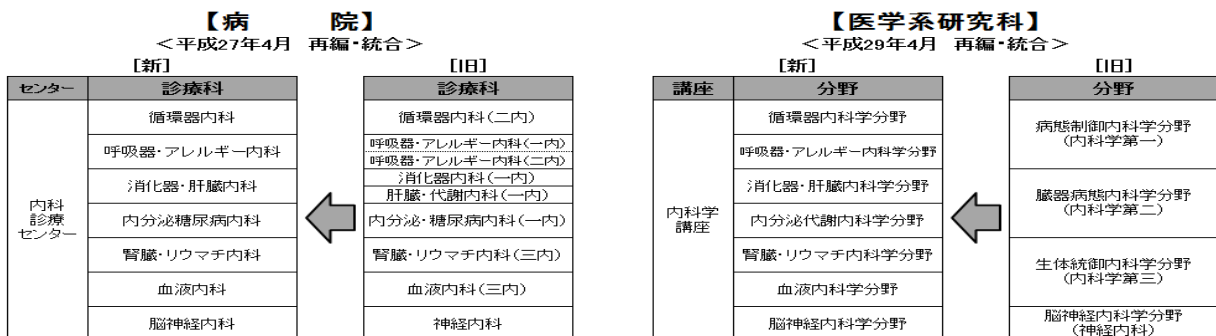 【病　　院】
＜平成27年4月　再編・統合＞
［新］
［旧］
センター
診療科
診療科
内科
診療
センター
循環器内科
呼吸器・アレルギー内科
消化器・肝臓内科
内分泌糖尿病内科
腎臓・リウマチ内科
血液内科
脳神経内科
循環器内科（二内）
呼吸器・アレルギー内科（一内）
呼吸器・アレルギー内科（二内）
消化器内科（一内）
肝臓・代謝内科（一内）
内分泌・糖尿病内科（一内）
腎臓・リウマチ内科（三内）
血液内科（三内）
神経内科
【医学系研究科】
＜平成29年4月　再編・統合＞
［新］
［旧］
講座
分野
分野
内科学
講座
循環器内科学分野
呼吸器・アレルギー内科学分野
消化器・肝臓内科学分野
内分泌代謝内科学分野
腎臓・リウマチ内科学分野
血液内科学分野
脳神経内科学分野
病態制御内科学分野
（内科学第一）
臓器病態内科学分野
（内科学第二）
生体統御内科学分野
（内科学第三）
脳神経内科学分野
（神経内科）